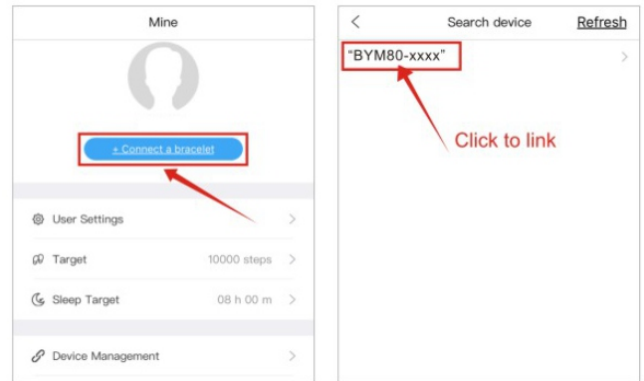 Mine
+ Connect a bracelet
User Settings
Target 10000 steps
Sleep Target 08 h 00 m
Device Management
Search device Refresh
"BYM80-xxxx"
Click to link